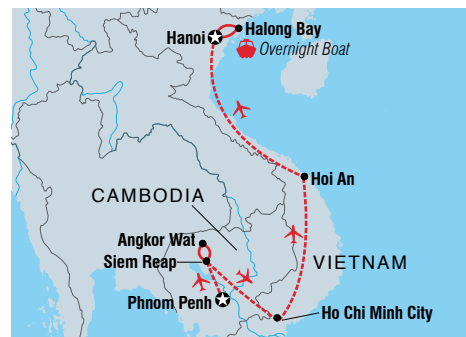 Hanoi
Halong Bay
Overnight Boat
Hoi An
CAMBODIA
Angkor Wat
Siem Reap
VIETNAM
Phnom Penh
Ho Chi Minh City